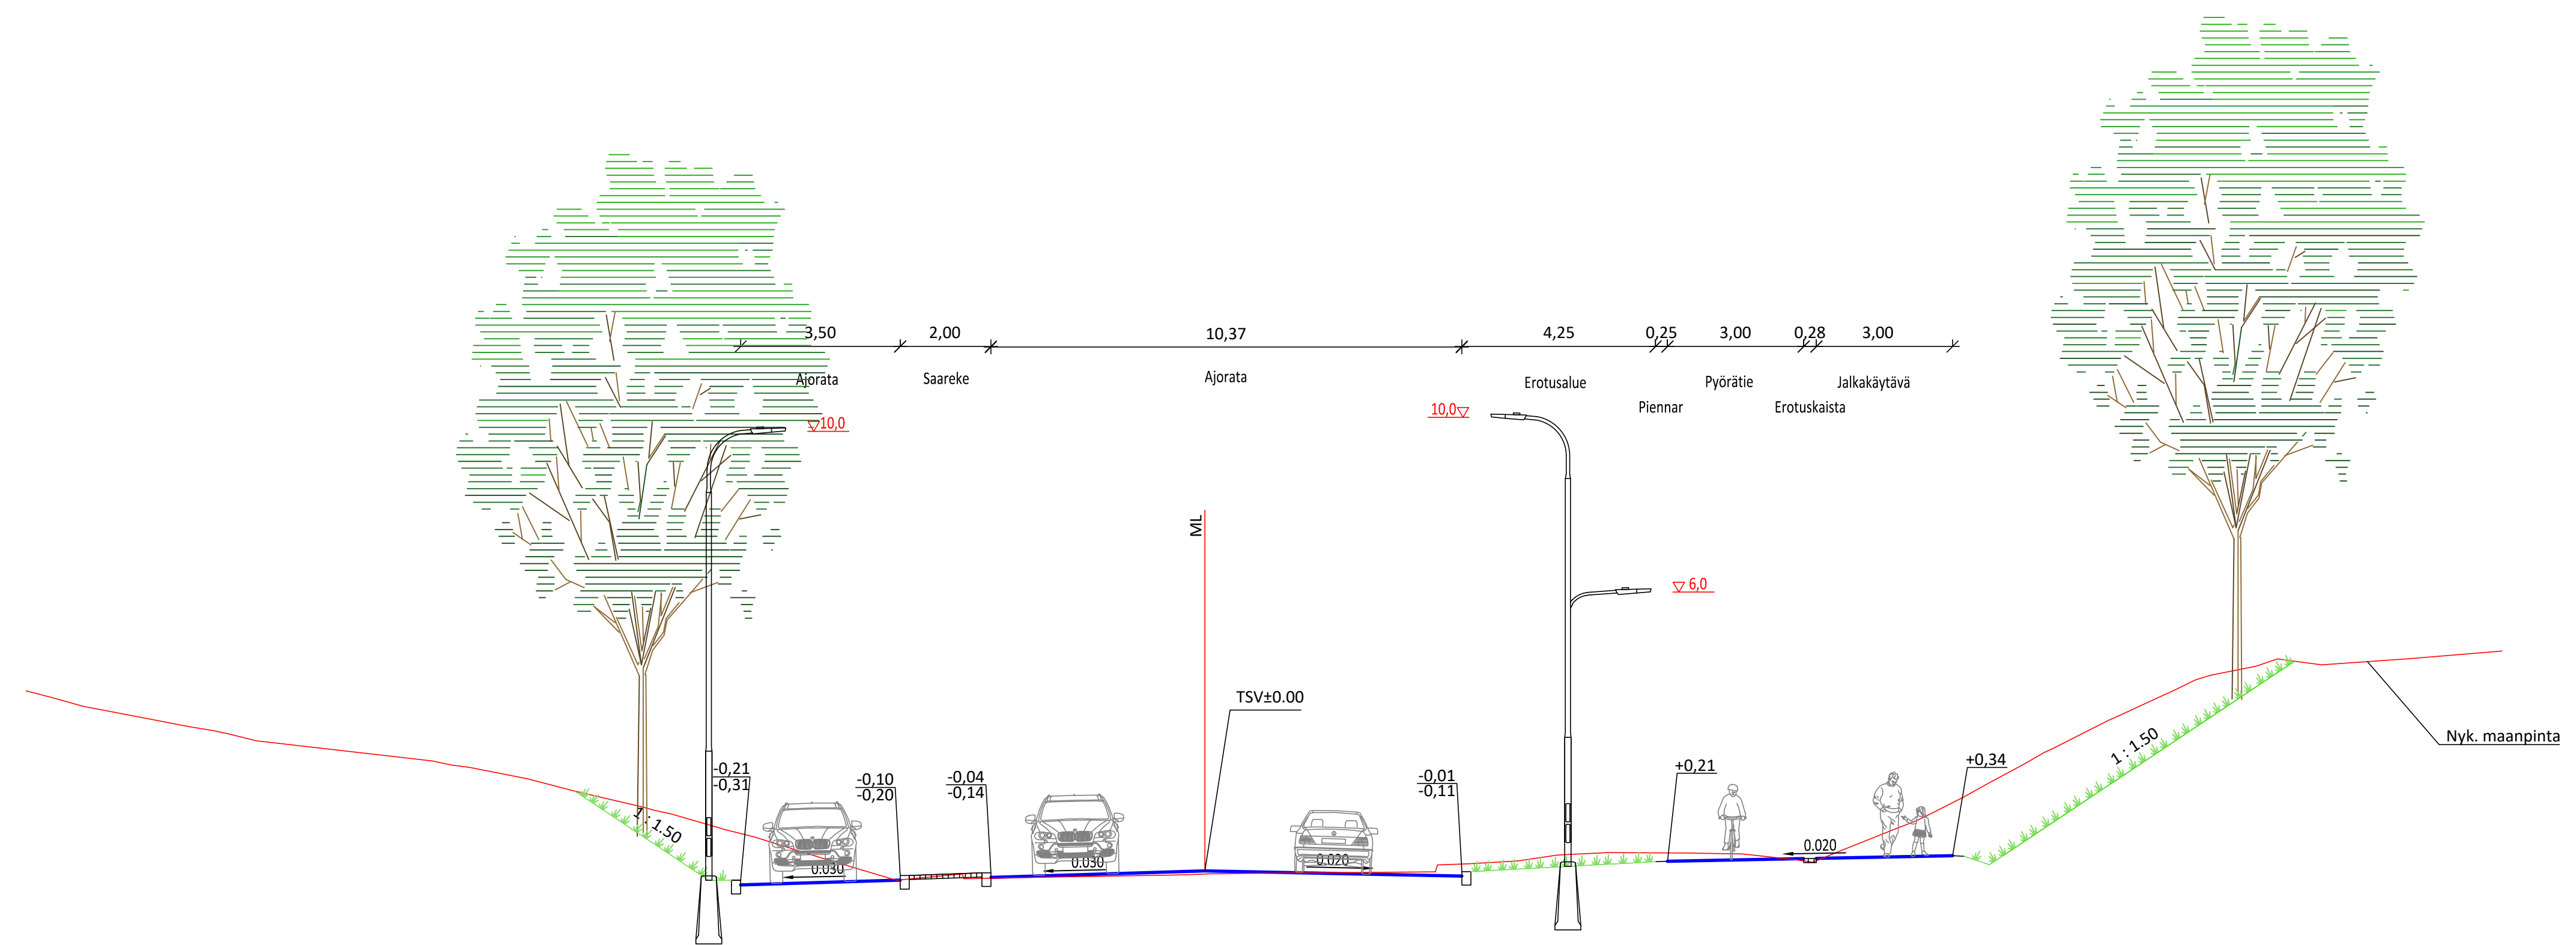 3,50 2,00 10,37 4,25 0,25 3,00 0,28 3,00
Ajorata Saareke Ajorata Erotusalue Pyörätie Jalkakäytävä
Piennar Erotuskaista
10,0
10,0
ML
6,0
TSV±0.00
Nyk. maanpinta
1 : 1.50
1 : 1.50
-0,21
-0,31
-0,10
-0,20
-0,04
-0,14
-0,01
-0,11
+0,21
+0,34
0.030
0.030
0.020
0.020